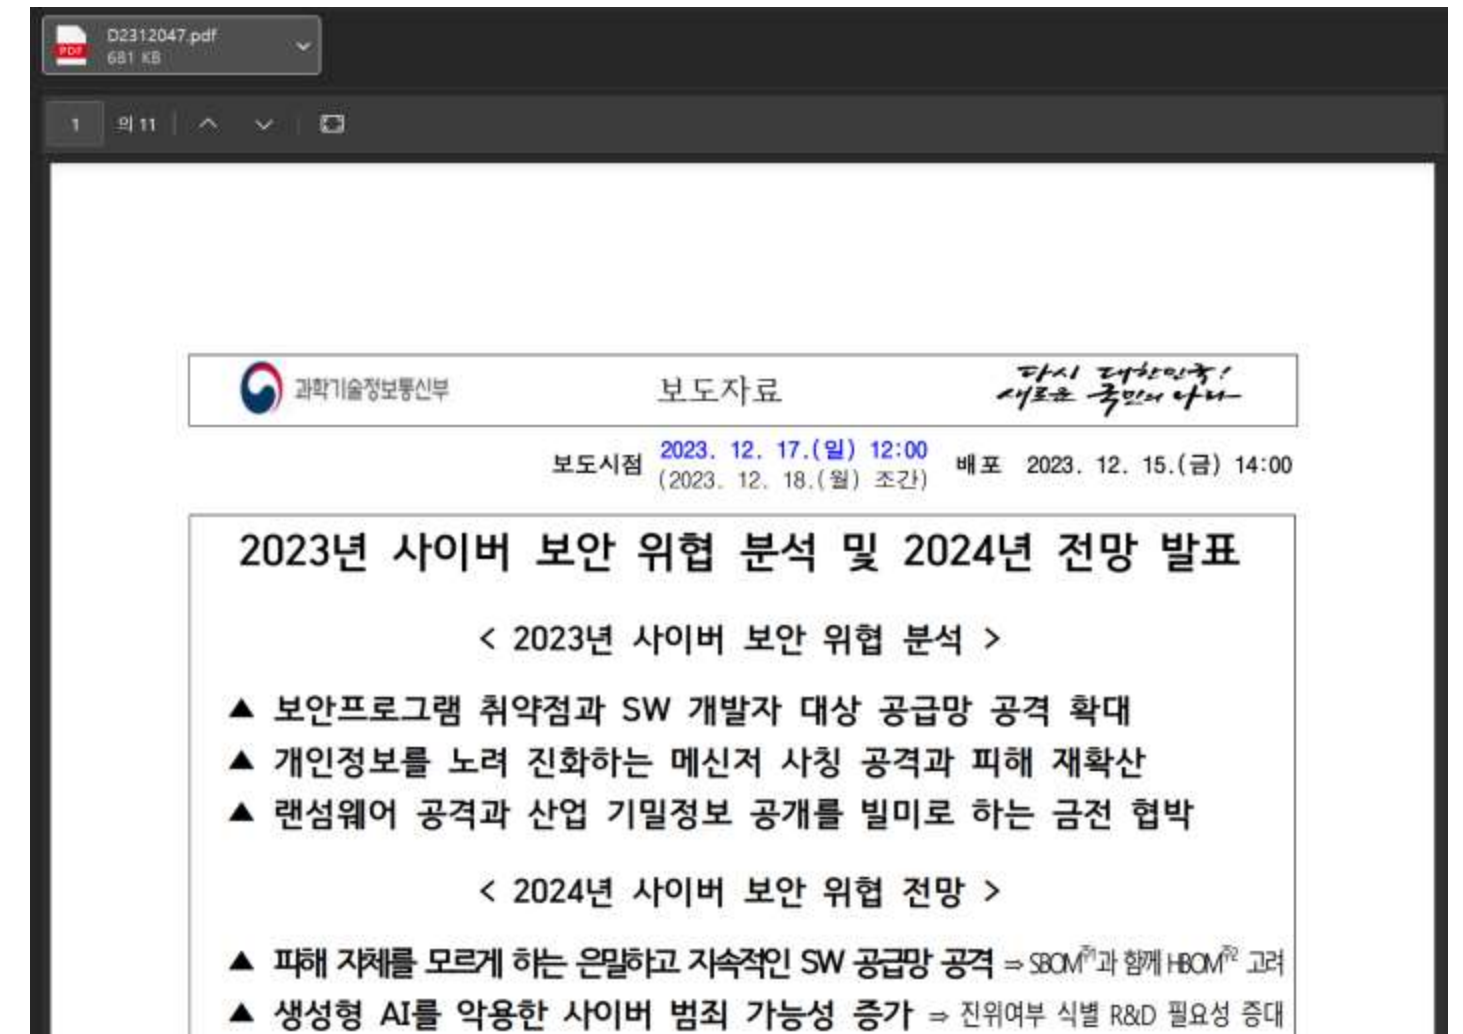 D2312047.pdf
681 KB
PDF
1 의 11
과학기술정보통신부
보도자료
다시 대한민국!
새로운 국민의 나라
보도시점 2023. 12. 17.(일) 12:00 배포 2023. 12. 15.(금) 14:00
(2023. 12. 18.(월) 조간)
2023년 사이버 보안 위협 분석 및 2024년 전망 발표
< 2023년 사이버 보안 위협 분석 >
▲ 보안프로그램 취약점과 SW 개발자 대상 공급망 공격 확대
▲ 개인정보를 노려 진화하는 메신저 사칭 공격과 피해 재확산
▲ 랜섬웨어 공격과 산업 기밀정보 공개를 빌미로 하는 금전 협박
< 2024년 사이버 보안 위협 전망 >
▲ 피해 자체를 모르게 하는 은밀하고 지속적인 SW 공급망 공격 ⇒ SBOM주1과 함께 HBOM주2 고려
▲ 생성형 AI를 악용한 사이버 범죄 가능성 증가 ⇒ 진위여부 식별 R&D 필요성 증대